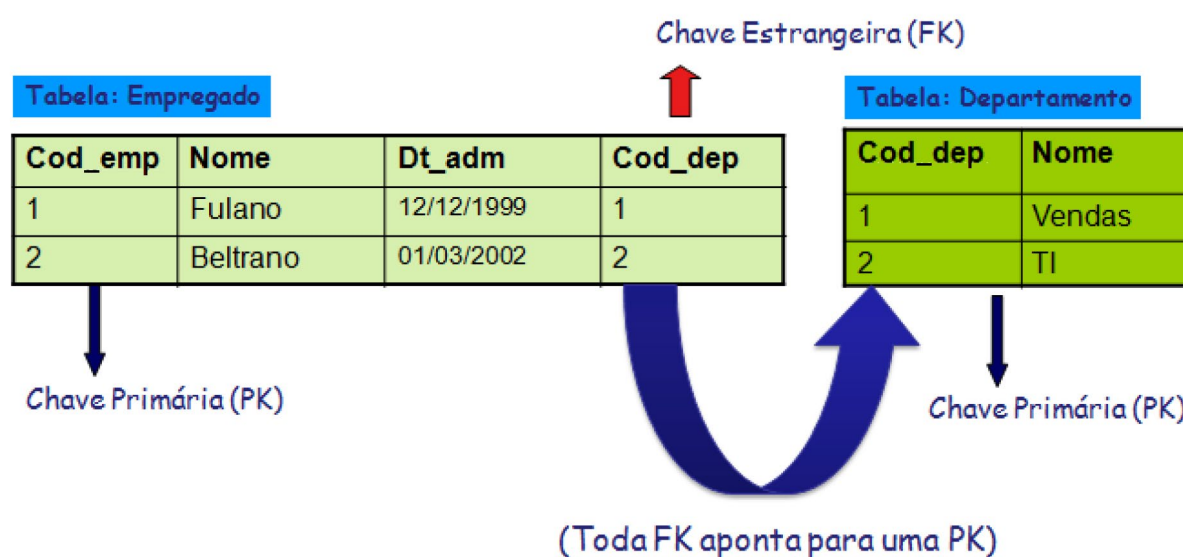 Chave Estrangeira (FK)
Tabela: Empregado
Cod_emp Nome Dt_adm Cod_dep
1 Fulano 12/12/1999 1
2 Beltrano 01/03/2002 2
Tabela: Departamento
Cod_dep Nome
1 Vendas
2 TI
Chave Primária (PK)
Chave Primária (PK)
(Toda FK aponta para uma PK)